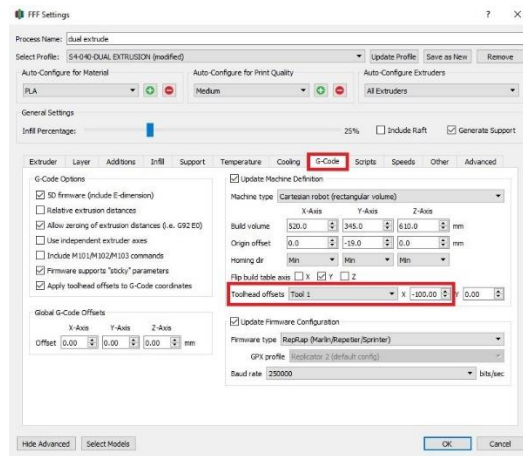 FFF Settings ? ×
Process Name: dual extrude
Select Profile: S4-040-DUAL EXTRUSION (modified) Update Profile Save as New Remove
Auto-Configure for Material Auto-Configure for Print Quality Auto-Configure Extruders
PLA Medium All Extruders
General Settings
Infill Percentage: 25% Include Raft Generate Support
Extruder Layer Additions Infill Support Temperature Cooling G-Code Scripts Speeds Other Advanced
G-Code Options Update Machine Definition
5D firmware (include E-dimension) Machine type Cartesian robot (rectangular volume)
Relative extrusion distances X-Axis Y-Axis Z-Axis
Allow zeroing of extrusion distances (i.e. G92 E0) Build volume 520.0 345.0 610.0 mm
Use independent extruder axes Origin offset 0.0 -19.0 0.0 mm
Include M101/M102/M103 commands Homing dir Min Min Min
Firmware supports "sticky" parameters Flip build table axis X Y Z
Apply toolhead offsets to G-Code coordinates Toolhead offsets Tool 1 X -100.00 Y 0.00
Global G-Code Offsets Update Firmware Configuration
X-Axis Y-Axis Z-Axis Firmware type RepRap (Marlin/Repetier/Sprinter)
Offset 0.00 0.00 0.00 mm GPX profile Replicator 2 (default config)
Baud rate 250000 bits/sec
Hide Advanced Select Models OK Cancel